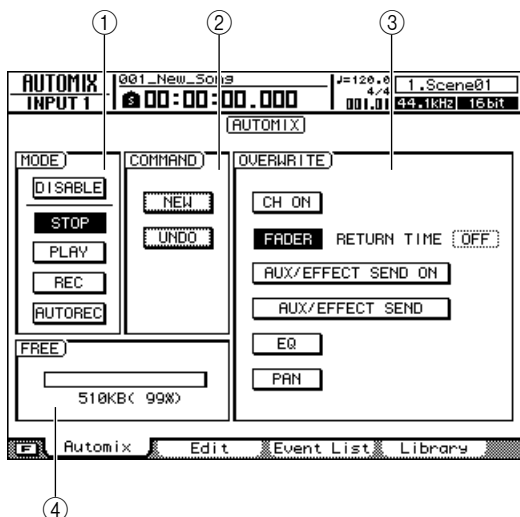 ① ② ③
AUTOMIX
INPUT 1
001_New_Song
S 00:00:00.000
♩=120.0
4/4
001.01
1.Scene01
44.1kHz 16bit
AUTOMIX
MODE
DISABLE
STOP
PLAY
REC
AUTOREC
COMMAND
NEW
UNDO
OVERWRITE
CH ON
FADER RETURN TIME OFF
AUX/EFFECT SEND ON
AUX/EFFECT SEND
EQ
PAN
FREE
510KB( 99%)
F Automix Edit Event List Library
④